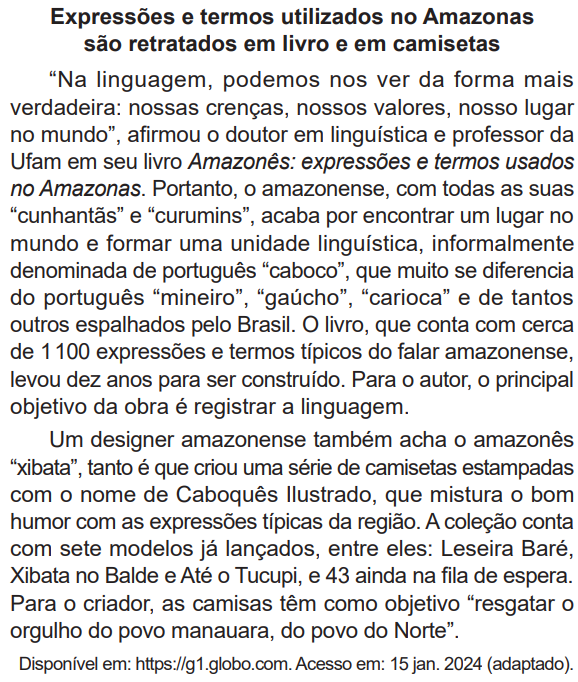 Expressões e termos utilizados no Amazonas
são retratados em livro e em camisetas
“Na linguagem, podemos nos ver da forma mais
verdadeira: nossas crenças, nossos valores, nosso lugar
no mundo”, afirmou o doutor em linguística e professor da
Ufam em seu livro Amazonês: expressões e termos usados
no Amazonas. Portanto, o amazonense, com todas as suas
“cunhantãs” e “curumins”, acaba por encontrar um lugar no
mundo e formar uma unidade linguística, informalmente
denominada de português “caboco”, que muito se diferencia
do português “mineiro”, “gaúcho”, “carioca” e de tantos
outros espalhados pelo Brasil. O livro, que conta com cerca
de 1 100 expressões e termos típicos do falar amazonense,
levou dez anos para ser construído. Para o autor, o principal
objetivo da obra é registrar a linguagem.
Um designer amazonense também acha o amazonês
“xibata”, tanto é que criou uma série de camisetas estampadas
com o nome de Caboquês Ilustrado, que mistura o bom
humor com as expressões típicas da região. A coleção conta
com sete modelos já lançados, entre eles: Leseira Baré,
Xibata no Balde e Até o Tucupi, e 43 ainda na fila de espera.
Para o criador, as camisas têm como objetivo “resgatar o
orgulho do povo manauara, do povo do Norte”.
Disponível em: https://g1.globo.com. Acesso em: 15 jan. 2024 (adaptado).